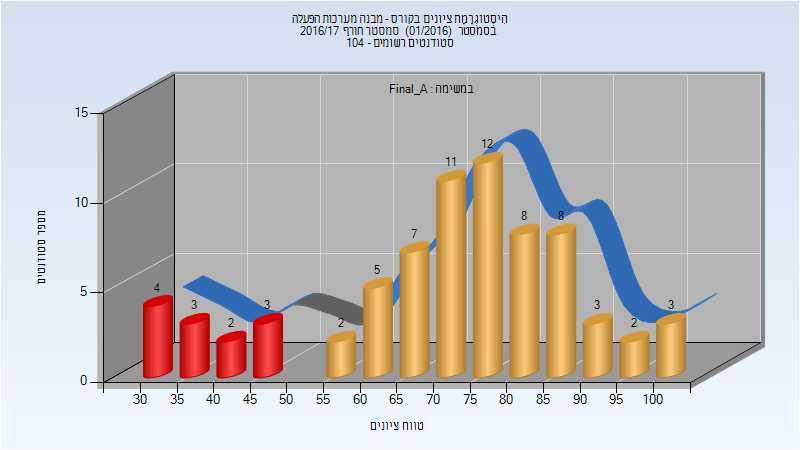 היסטוגרמת ציונים בקורס - מבנה מערכות הפעלה
בסמסטר (01/2016) סמסטר חורף 2016/17
סטודנטים רשומים - 104
במשימה : Final_A
מספר סטודנטים
15
10
5
0
4
3
2
3
2
5
7
11
12
8
8
3
2
3
30 35 40 45 50 55 60 65 70 75 80 85 90 95 100
טווח ציונים